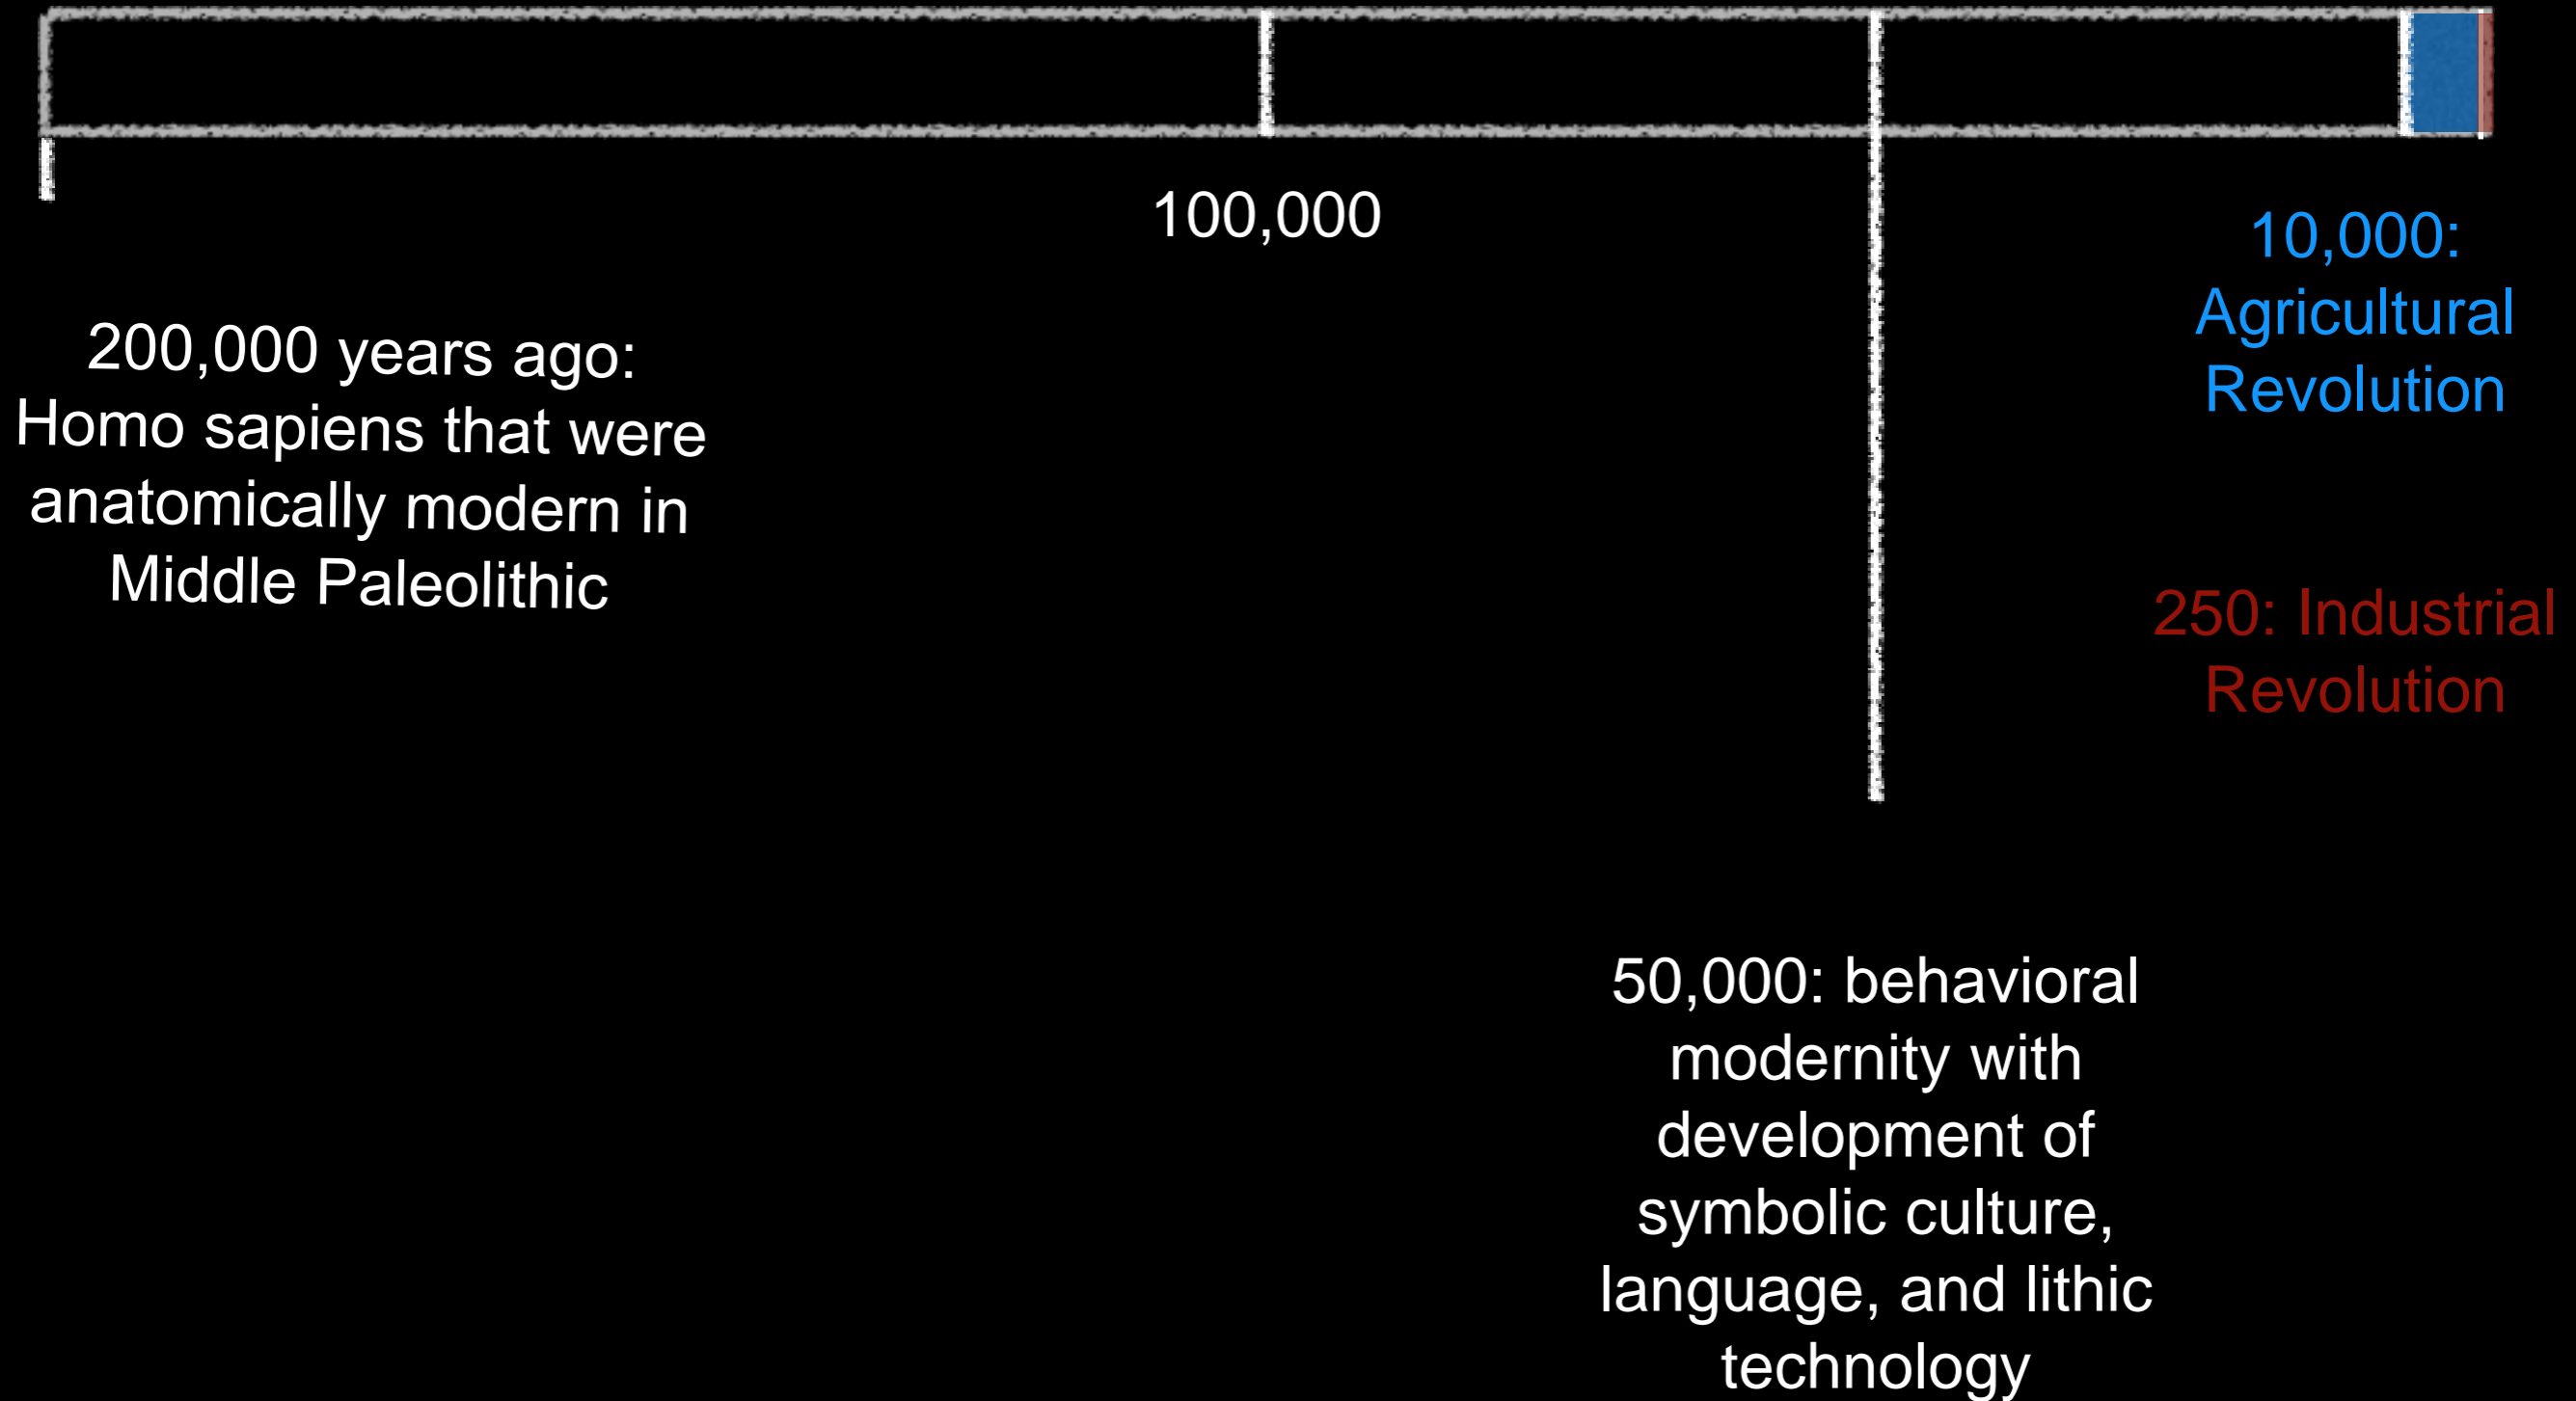 100,000
200,000 years ago:
Homo sapiens that were
anatomically modern in
Middle Paleolithic
10,000:
Agricultural
Revolution
250: Industrial
Revolution
50,000: behavioral
modernity with
development of
symbolic culture,
language, and lithic
technology